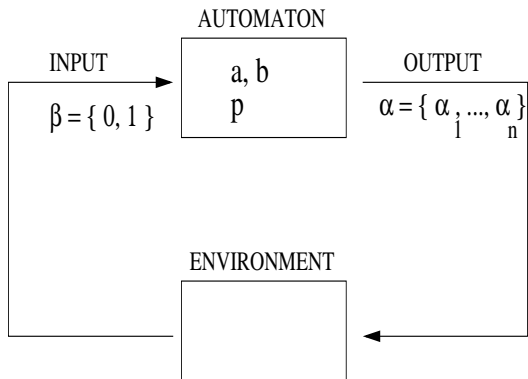 AUTOMATON
INPUT
a, b
OUTPUT
β = { 0, 1 }
p
α = { α₁, ..., αₙ}
ENVIRONMENT